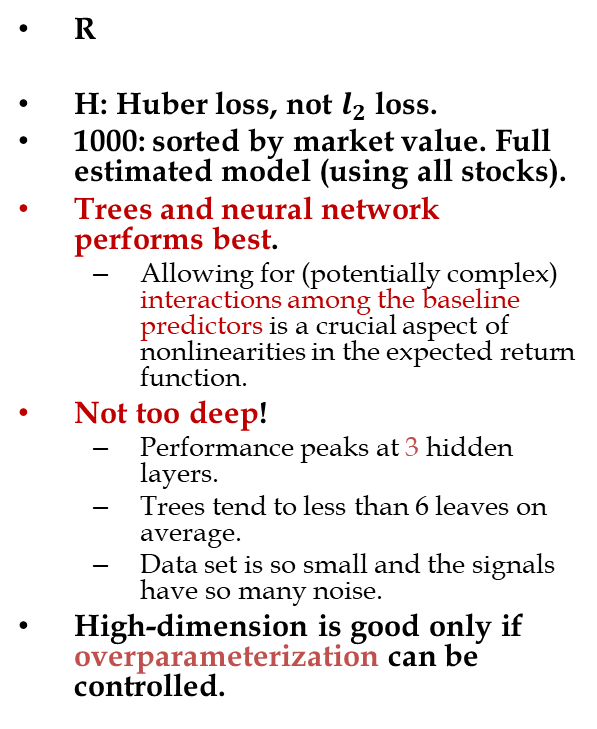 • R
• H: Huber loss, not l₂ loss.
• 1000: sorted by market value. Full
estimated model (using all stocks).
• Trees and neural network
performs best.
– Allowing for (potentially complex)
interactions among the baseline
predictors is a crucial aspect of
nonlinearities in the expected return
function.
• Not too deep!
– Performance peaks at 3 hidden
layers.
– Trees tend to less than 6 leaves on
average.
– Data set is so small and the signals
have so many noise.
• High-dimension is good only if
overparameterization can be
controlled.